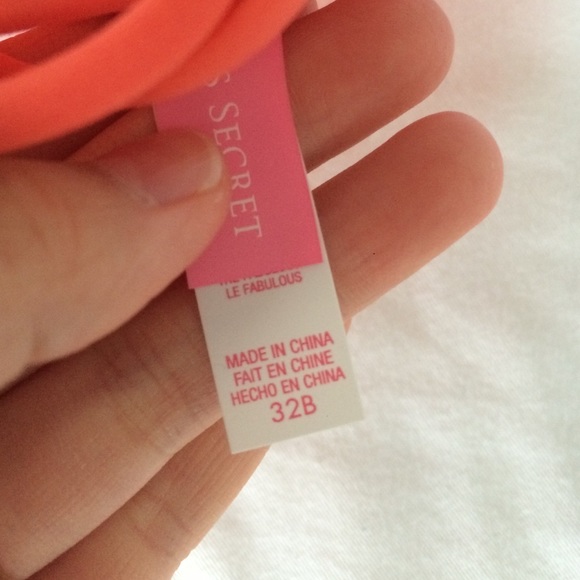 S SECRET
LE FABULOUS
MADE IN CHINA
FAIT EN CHINE
HECHO EN CHINA
32B